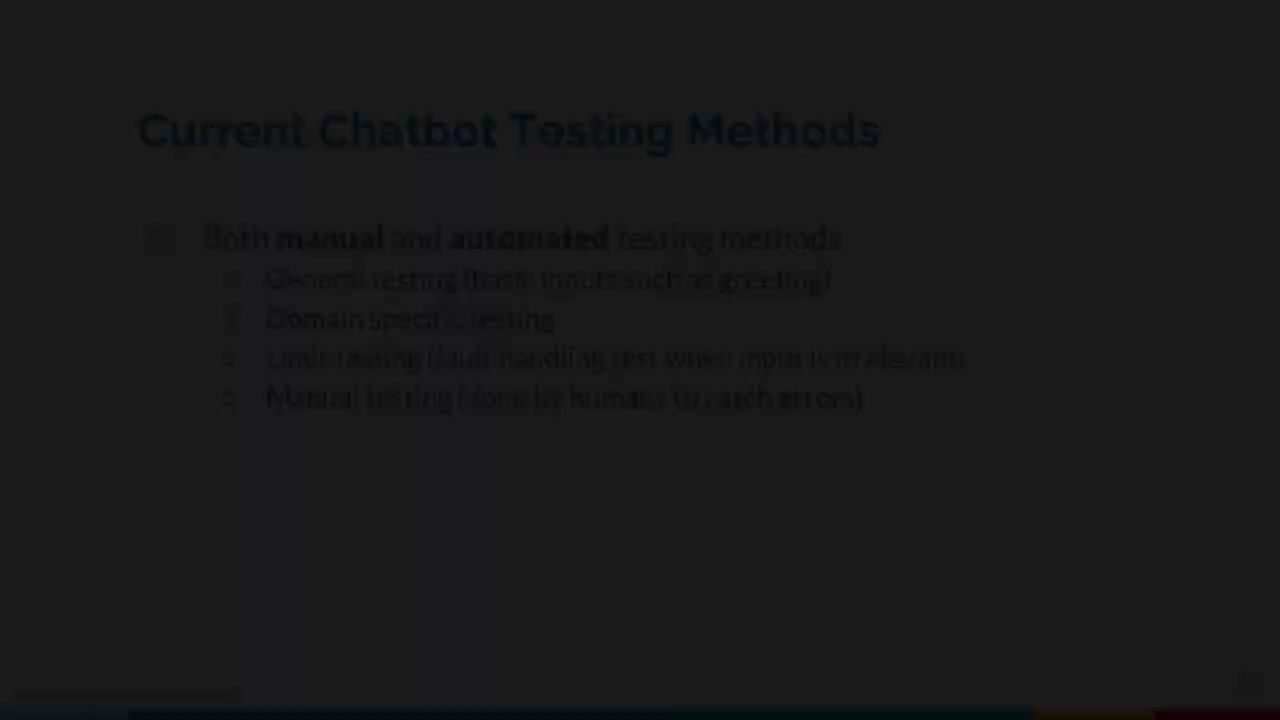 Current Chatbot Testing Methods
Both manual and automated testing methods
General testing (basic inputs such as greeting)
Domain specific testing
Limit testing (fault handling test when input is irrelevant)
Manual testing (done by humans to catch errors)